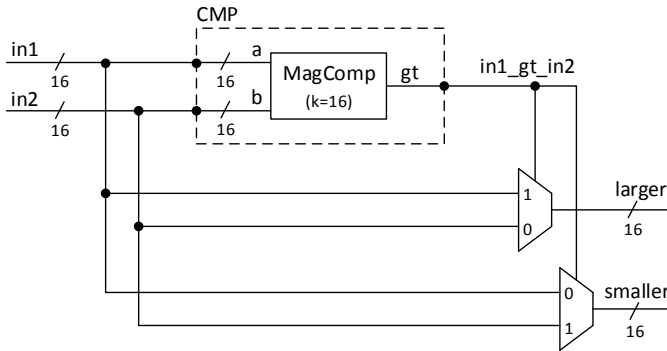 CMP
in1
16
16
a
MagComp
(k=16)
gt
in1_gt_in2
in2
16
16
b
1
0
larger
16
0
1
smaller
16